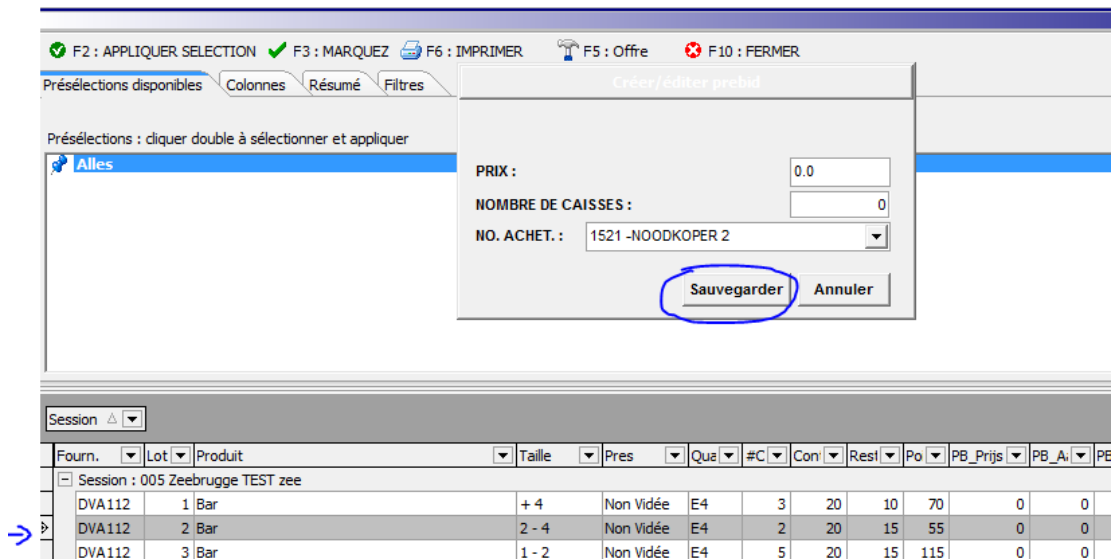 F2 : APPLIQUER SELECTION F3 : MARQUEZ F6 : IMPRIMER F5 : Offre F10 : FERMER
Présélections disponibles Colonnes Résumé Filtres
Créer/éditer prebid
Présélections : cliquer double à sélectionner et appliquer
Alles
PRIX : 0.0
NOMBRE DE CAISSES : 0
NO. ACHET. : 1521 -NOODKOPER 2
Sauvegarder Annuler
Session
Fourn. Lot Produit Taille Pres Qua #C Con Rest Po PB_Prijs PB_A PB
Session : 005 Zeebrugge TEST zee
DVA112 1 Bar + 4 Non Vidée E4 3 20 10 70 0 0
DVA112 2 Bar 2 - 4 Non Vidée E4 2 20 15 55 0 0
DVA112 3 Bar 1 - 2 Non Vidée E4 5 20 15 115 0 0